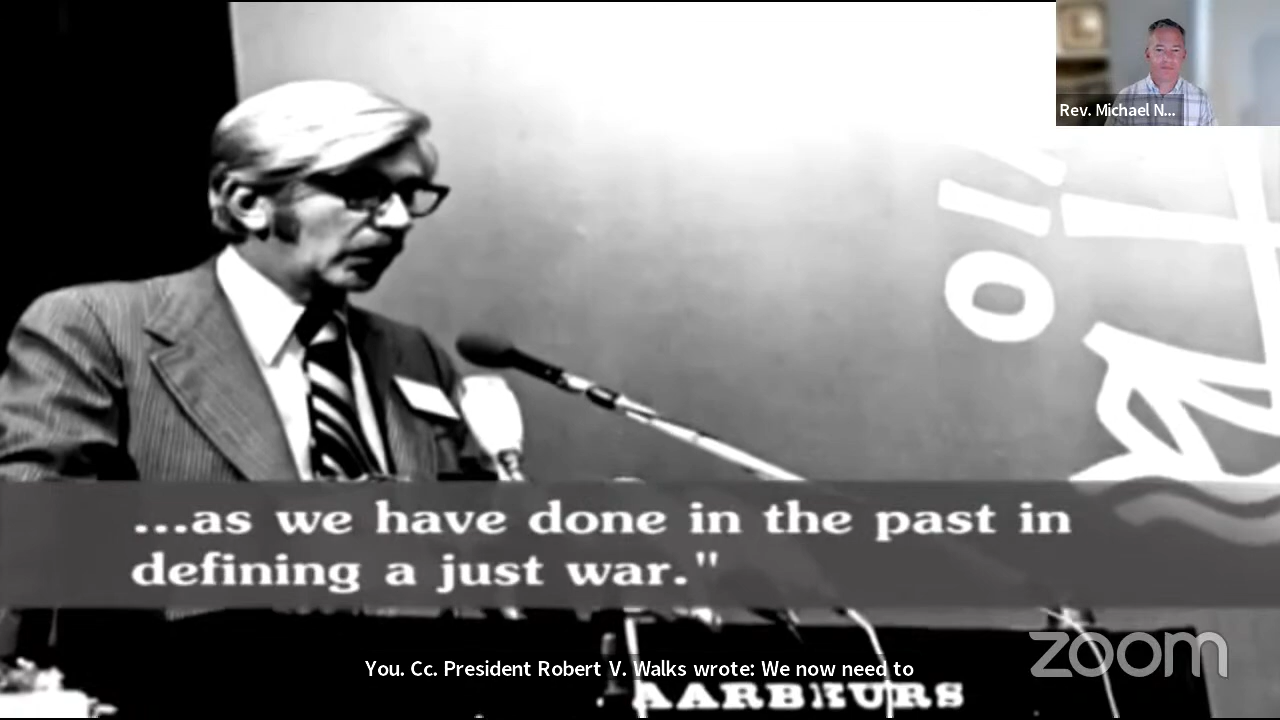 Rev. Michael N...
...as we have done in the past in
defining a just war."
You. Cc. President Robert V. Walks wrote: We now need to
zoom